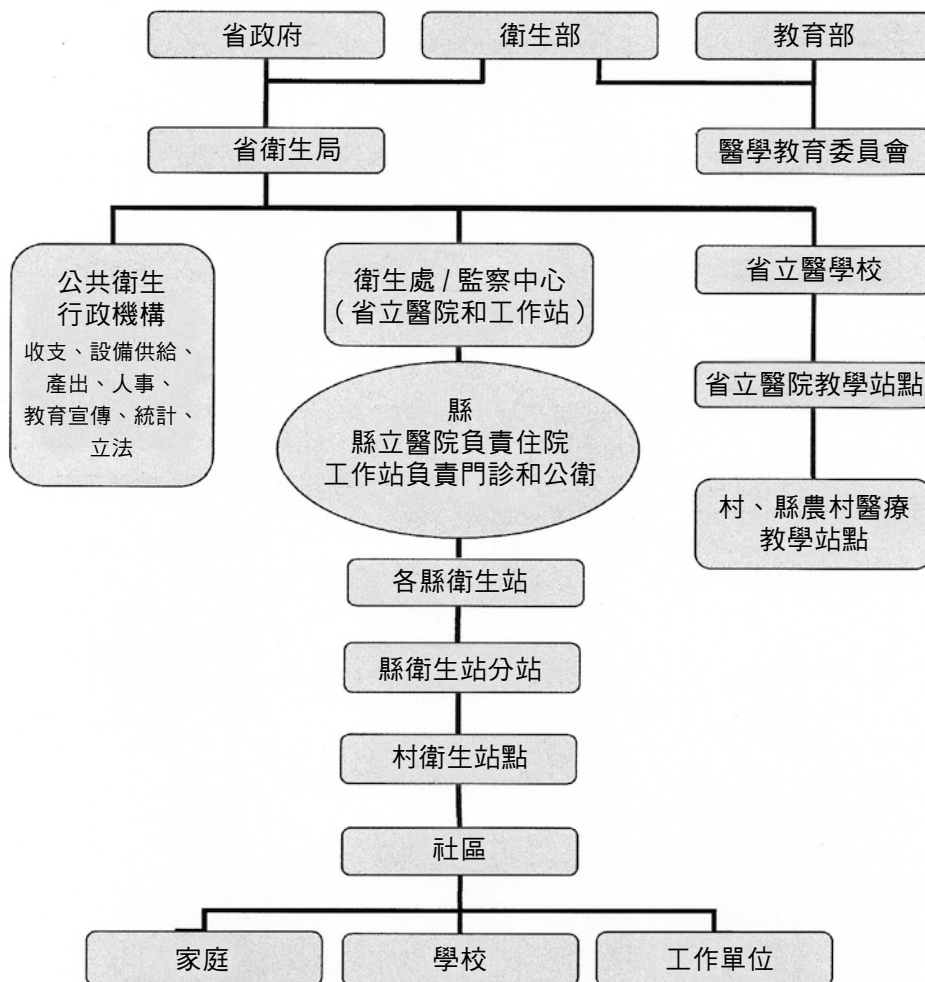 省政府
衛生部
教育部
省衛生局
醫學教育委員會
公共衛生
行政機構
收支、設備供給、
產出、人事、
教育宣傳、統計、
立法
衛生處 / 監察中心
（省立醫院和工作站）
省立醫學校
縣
縣立醫院負責住院
工作站負責門診和公衛
省立醫院教學站點
村、縣農村醫療
教學站點
各縣衛生站
縣衛生站分站
村衛生站點
社區
家庭
學校
工作單位